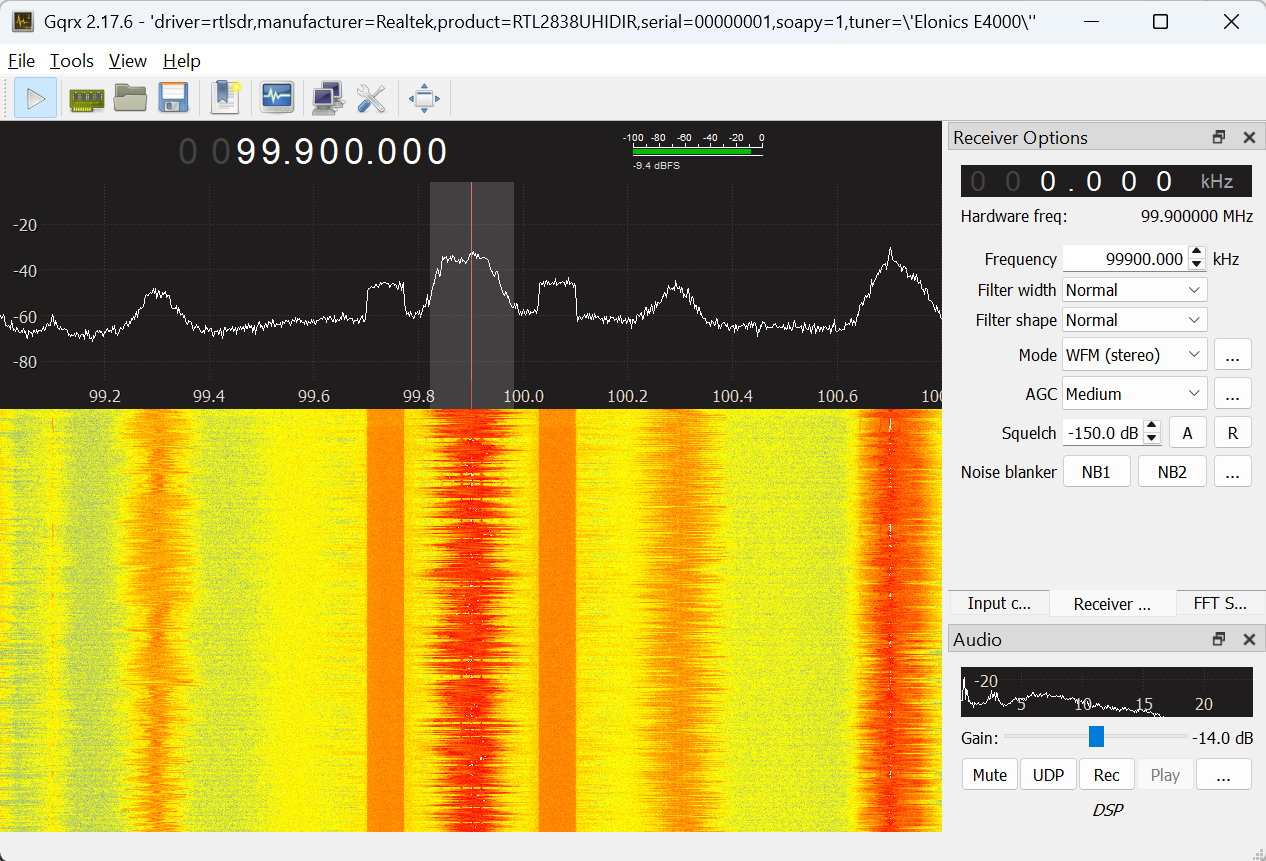 Gqrx 2.17.6 - 'driver=rtlsdr,manufacturer=Realtek,product=RTL2838UHIDIR,serial=00000001,soapy=1,tuner=\'Elonics E4000\''
File Tools View Help
0 099.900.000
-100 -80 -60 -40 -20 0
-9.4 dBFS
-20
-40
-60
-80
99.2 99.4 99.6 99.8 100.0 100.2 100.4 100.6 100
Receiver Options
0 0 0.000 kHz
Hardware freq: 99.900000 MHz
Frequency 99900.000 kHz
Filter width Normal
Filter shape Normal
Mode WFM (stereo) ...
AGC Medium ...
Squelch -150.0 dB A R
Noise blanker NB1 NB2 ...
Input c... Receiver ... FFT S...
Audio
-20
5 10 15 20
Gain: -14.0 dB
Mute UDP Rec Play ...
DSP